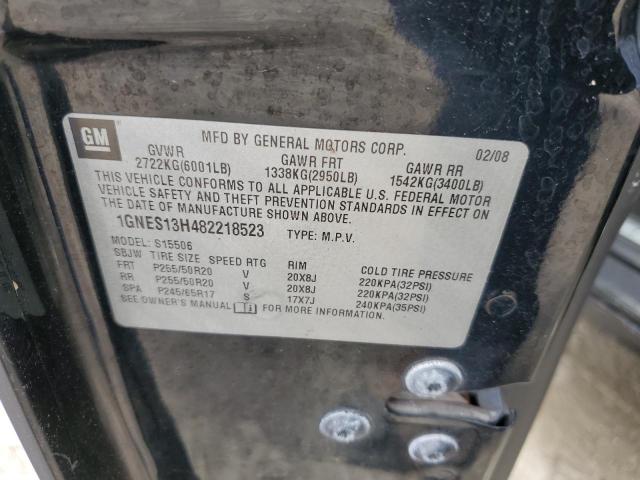 GM
MFD BY GENERAL MOTORS CORP. 02/08
GVWR GAWR FRT GAWR RR
2722KG(6001LB) 1338KG(2950LB) 1542KG(3400LB)
THIS VEHICLE CONFORMS TO ALL APPLICABLE U.S. FEDERAL MOTOR
VEHICLE SAFETY AND THEFT PREVENTION STANDARDS IN EFFECT ON
THE DATE OF MANUFACTURE SHOWN ABOVE.
1GNES13H482218523 TYPE: M.P.V.
MODEL: S15506
SBJW TIRE SIZE SPEED RTG RIM COLD TIRE PRESSURE
FRT P255/50R20 V 20X8J 220KPA(32PSI)
RR P255/50R20 V 20X8J 220KPA(32PSI)
SPA P245/65R17 S 17X7J 240KPA(35PSI)
SEE OWNER'S MANUAL FOR MORE INFORMATION.